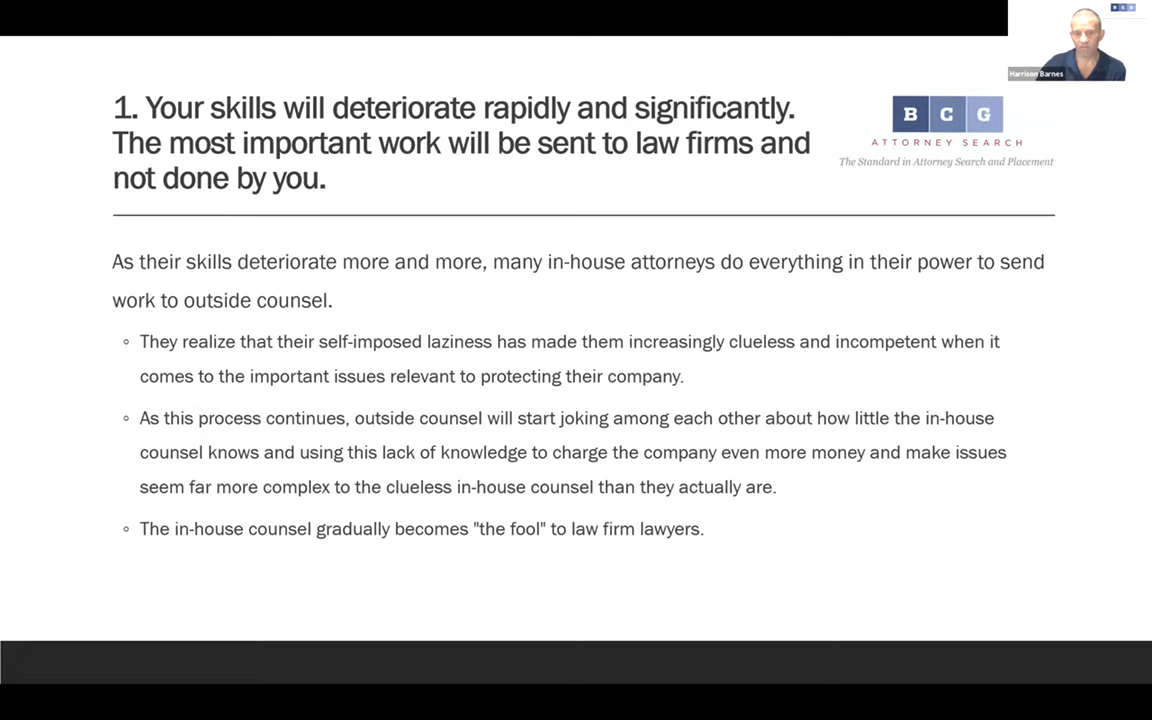 B C G
Harrison Barnes
1. Your skills will deteriorate rapidly and significantly.
The most important work will be sent to law firms and
not done by you.
B C G
ATTORNEY SEARCH
The Standard in Attorney Search and Placement
As their skills deteriorate more and more, many in-house attorneys do everything in their power to send
work to outside counsel.
◦ They realize that their self-imposed laziness has made them increasingly clueless and incompetent when it
comes to the important issues relevant to protecting their company.
◦ As this process continues, outside counsel will start joking among each other about how little the in-house
counsel knows and using this lack of knowledge to charge the company even more money and make issues
seem far more complex to the clueless in-house counsel than they actually are.
◦ The in-house counsel gradually becomes "the fool" to law firm lawyers.